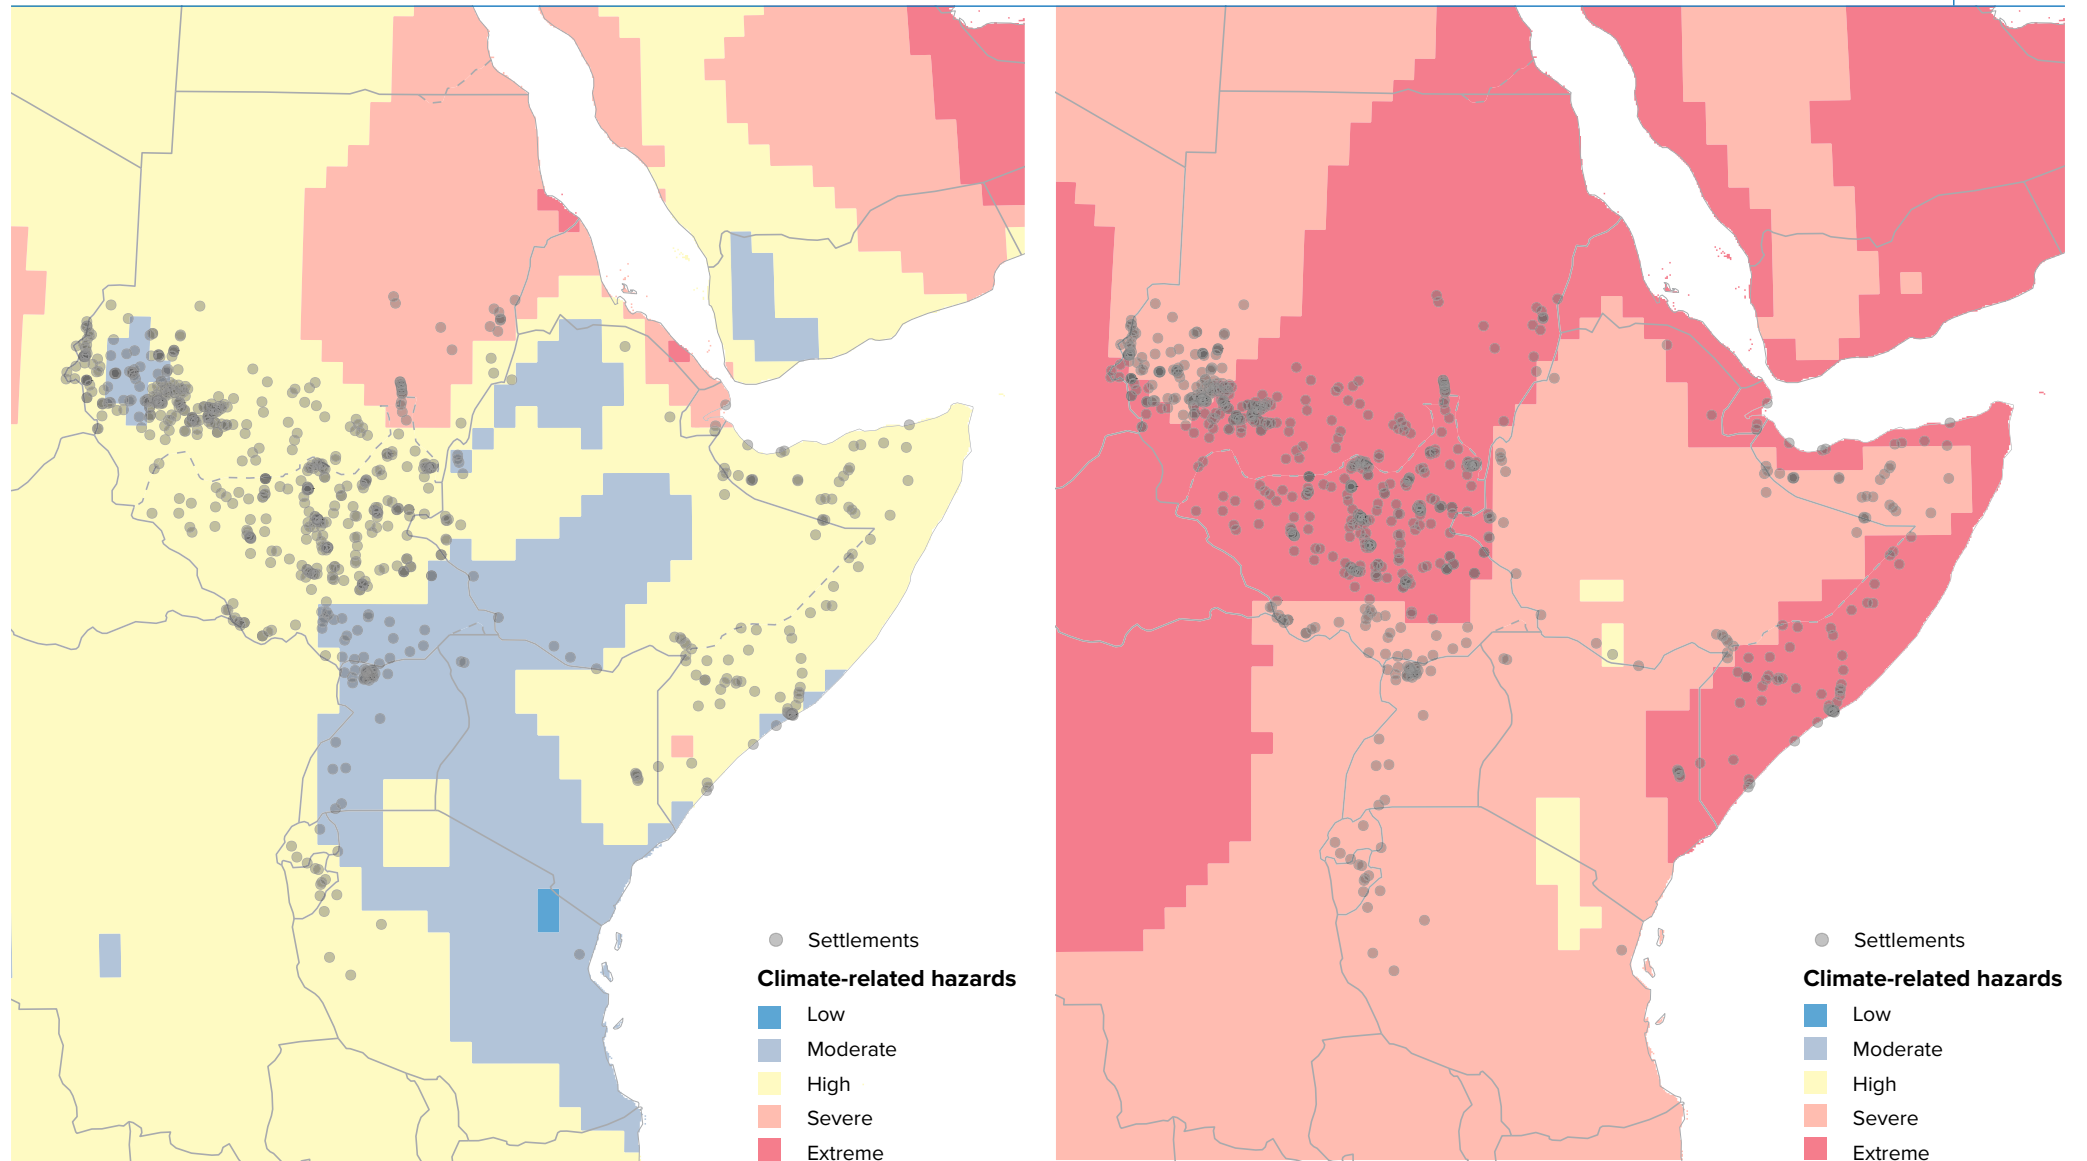 Settlements
Climate-related hazards
Low
Moderate
High
Severe
Extreme
Settlements
Climate-related hazards
Low
Moderate
High
Severe
Extreme